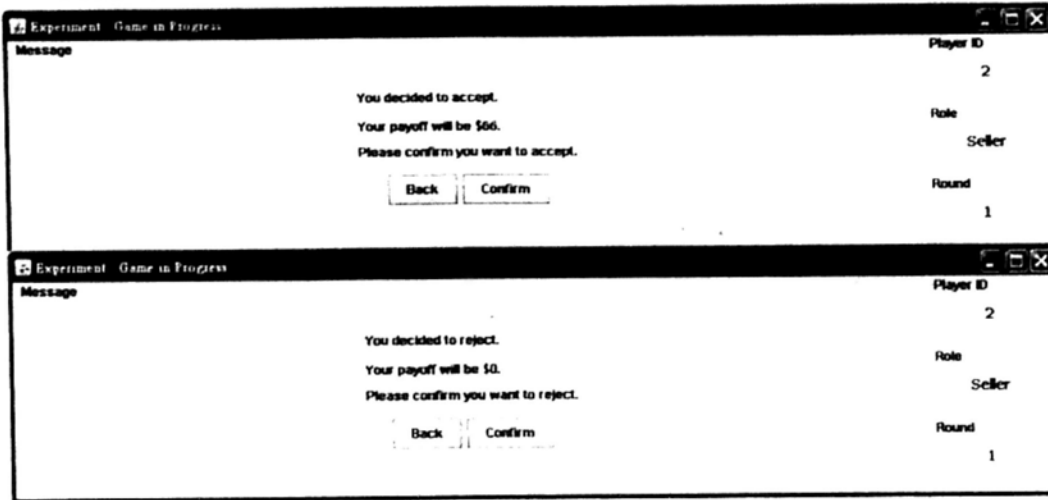 Experiment Game in Progress
Message
Player ID
2
You decided to accept.
Your payoff will be $66.
Please confirm you want to accept.
Role
Seller
Back Confirm
Round
1
Experiment Game in Progress
Message
Player ID
2
You decided to reject.
Your payoff will be $0.
Please confirm you want to reject.
Role
Seller
Back Confirm
Round
1